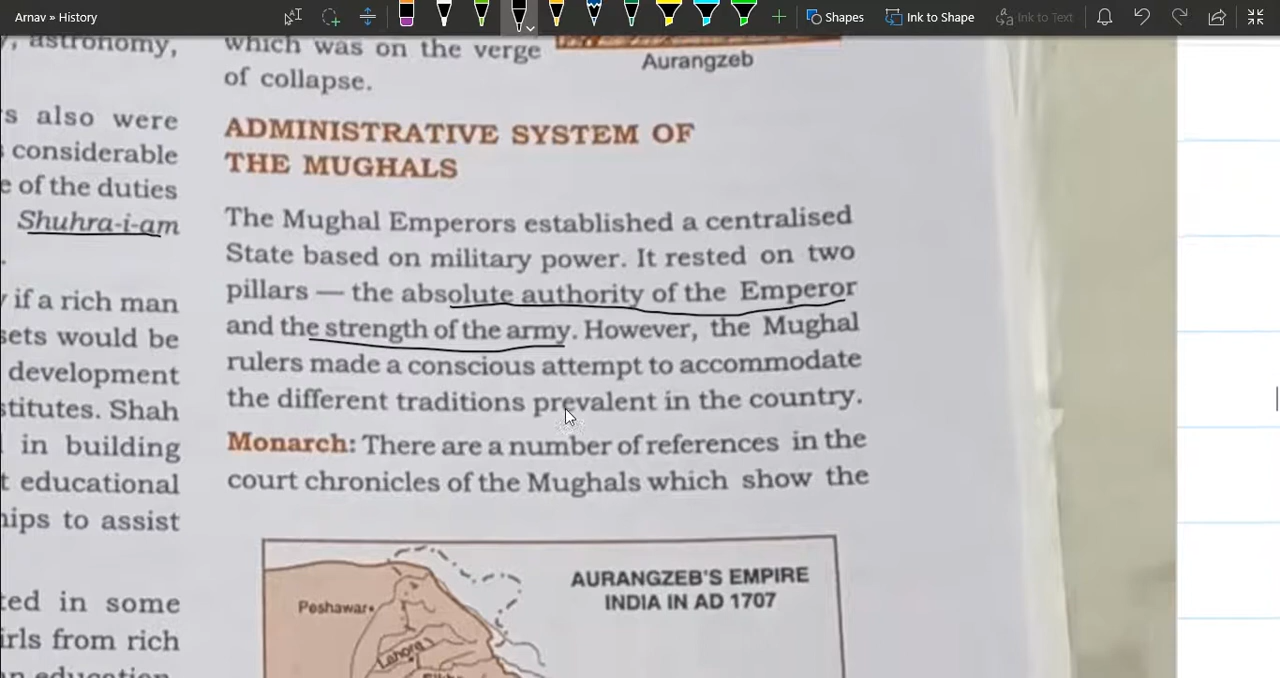 Arnav » History
Shapes
Ink to Shape
Ink to Text
astronomy,
s also were
considerable
e of the duties
Shuhra-i-am
if a rich man
sets would be
development
stitutes. Shah
in building
t educational
ips to assist
ted in some
irls from rich
which was on the verge
of collapse.
Aurangzeb
ADMINISTRATIVE SYSTEM OF
THE MUGHALS
The Mughal Emperors established a centralised
State based on military power. It rested on two
pillars — the absolute authority of the Emperor
and the strength of the army. However, the Mughal
rulers made a conscious attempt to accommodate
the different traditions prevalent in the country.
Monarch: There are a number of references in the
court chronicles of the Mughals which show the
AURANGZEB'S EMPIRE
INDIA IN AD 1707
Peshawar
Lahore